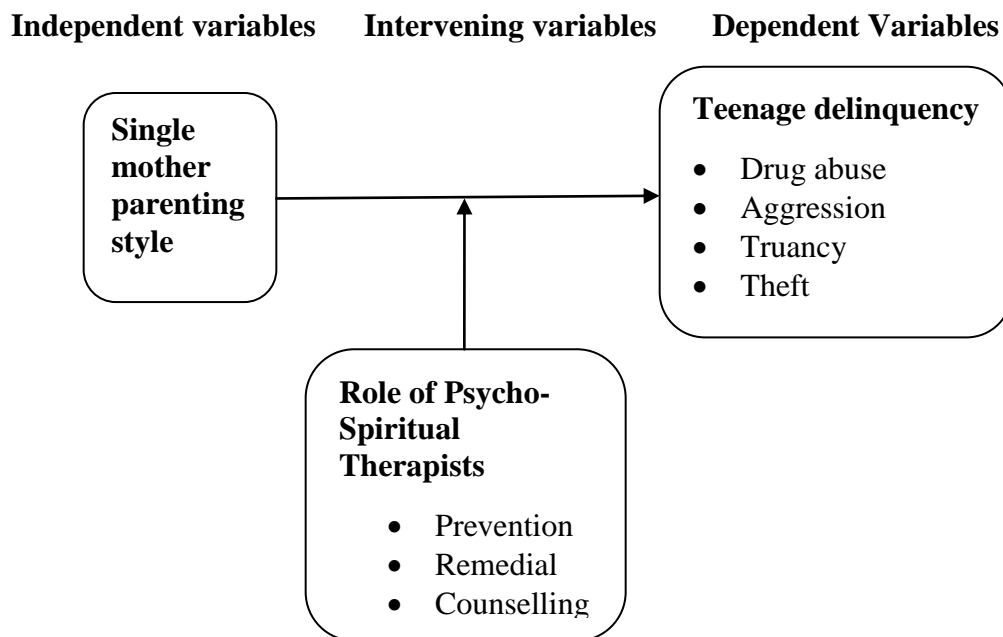 Independent variables Intervening variables Dependent Variables
Single
mother
parenting
style
Teenage delinquency
• Drug abuse
• Aggression
• Truancy
• Theft
Role of Psycho-
Spiritual
Therapists
• Prevention
• Remedial
• Counselling